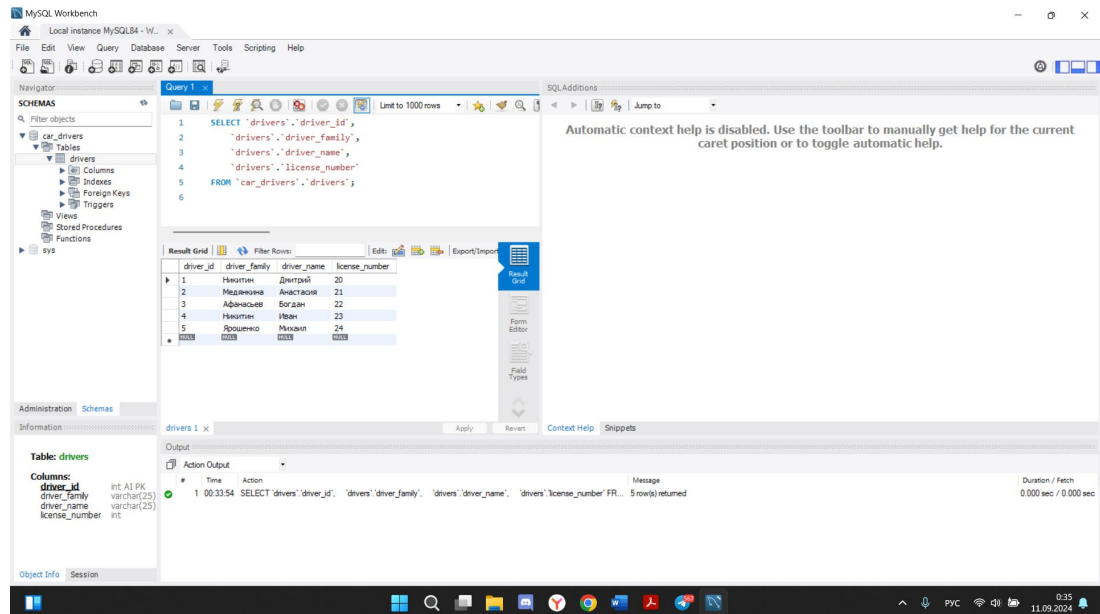 MySQL Workbench
Local instance MySQL84 - W... ×
File Edit View Query Database Server Tools Scripting Help
Navigator
SCHEMAS
Filter objects
car_drivers
Tables
drivers
Columns
Indexes
Foreign Keys
Triggers
Views
Stored Procedures
Functions
sys
Administration Schemas
Information
Table: drivers
Columns:
driver_id int AI PK
driver_family varchar(25)
driver_name varchar(25)
license_number int
Object Info Session
Query 1 ×
Limit to 1000 rows
1 SELECT `drivers`.`driver_id`,
2 `drivers`.`driver_family`,
3 `drivers`.`driver_name`,
4 `drivers`.`license_number`
5 FROM `car_drivers`.`drivers`;
6
Result Grid Filter Rows: Edit: Export/Import
driver_id driver_family driver_name license_number
1 Никитин Дмитрий 20
2 Медянкина Анастасия 21
3 Афанасьев Богдан 22
4 Никитин Иван 23
5 Ярошенко Михаил 24
NULL NULL NULL NULL
Result Grid
Form Editor
Field Types
drivers 1 × Apply Revert
SQLAdditions
Jump to
Automatic context help is disabled. Use the toolbar to manually get help for the current
caret position or to toggle automatic help.
Context Help Snippets
Output
Action Output
# Time Action Message Duration / Fetch
1 00:33:54 SELECT `drivers`.`driver_id`, `drivers`.`driver_family`, `drivers`.`driver_name`, `drivers`.`license_number` FR... 5 row(s) returned 0.000 sec / 0.000 sec
РУС
0:35
11.09.2024